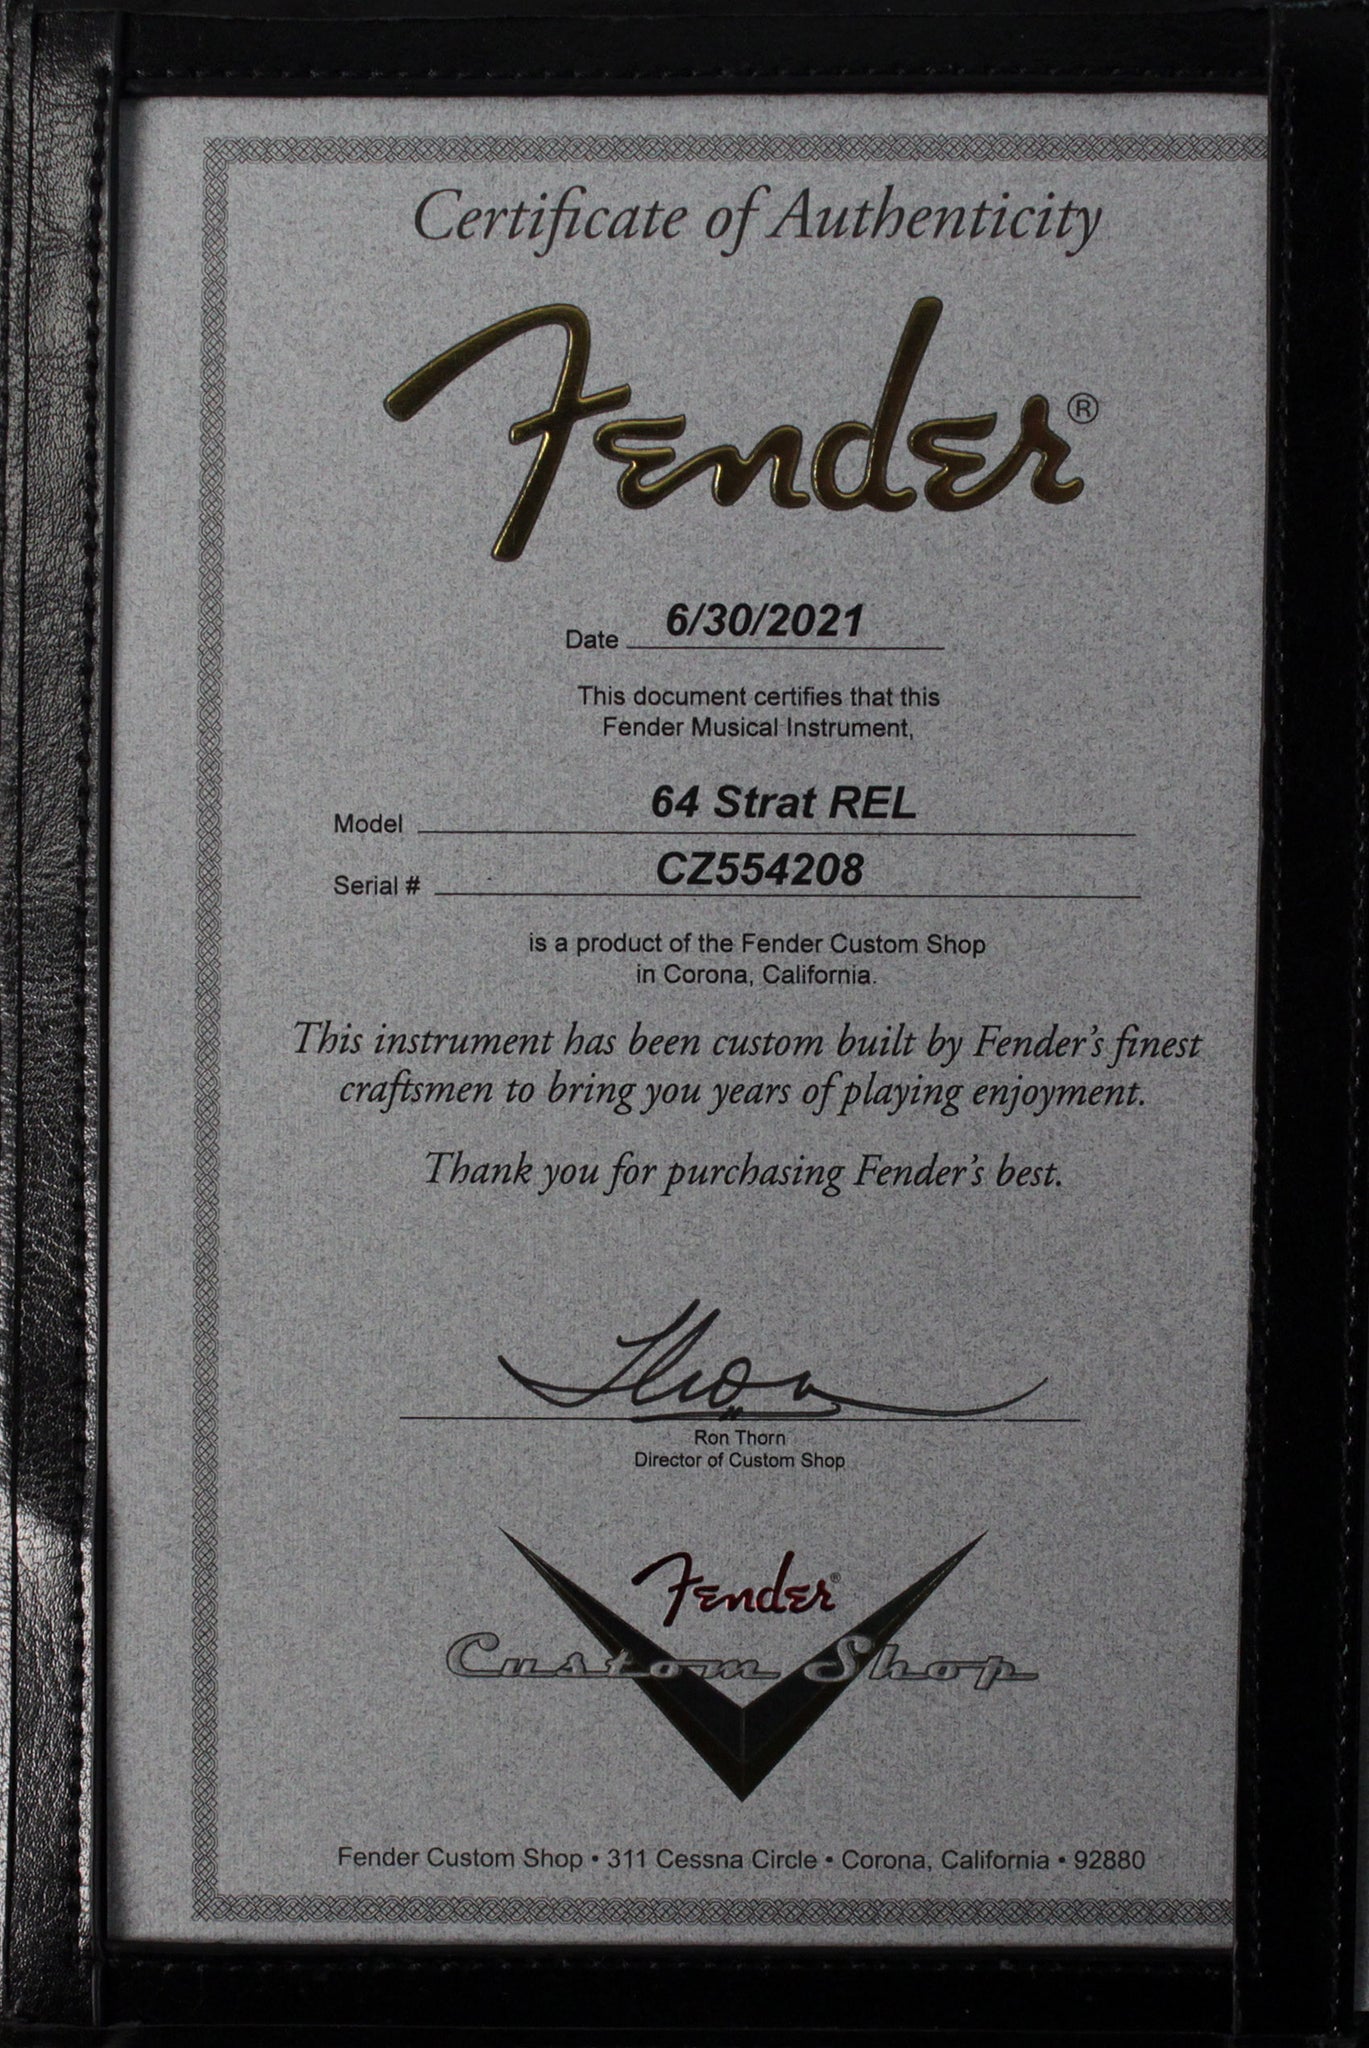 Certificate of Authenticity
Fender®
Date 6/30/2021
This document certifies that this
Fender Musical Instrument,
Model 64 Strat REL
Serial # CZ554208
is a product of the Fender Custom Shop
in Corona, California.
This instrument has been custom built by Fender's finest
craftsmen to bring you years of playing enjoyment.
Thank you for purchasing Fender's best.
Ron Thorn
Director of Custom Shop
Fender®
Custom Shop
Fender Custom Shop • 311 Cessna Circle • Corona, California • 92880